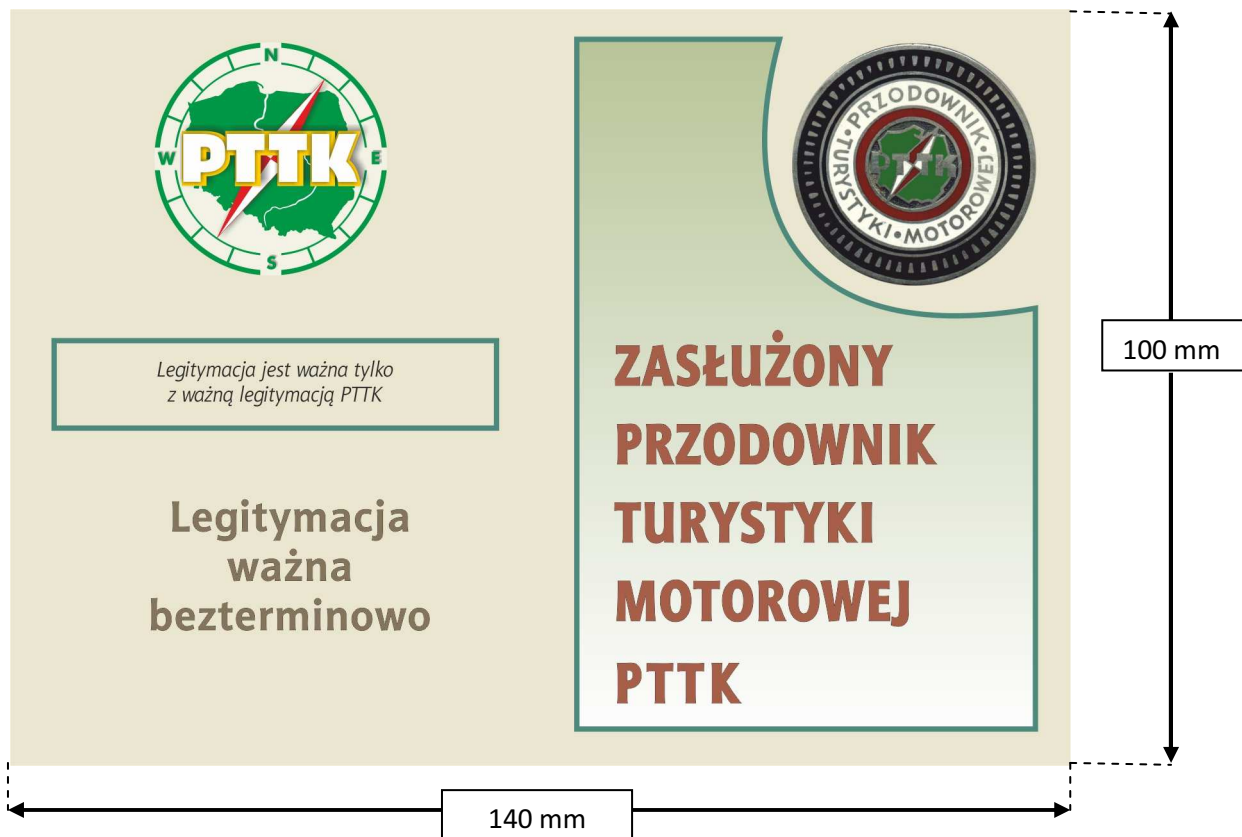 N
W
PTTK
E
S
Legitymacja jest ważna tylko
z ważną legitymacją PTTK
Legitymacja
ważna
bezterminowo
PRZODOWNIK•
TURYSTYKI•MOTOROWEJ
PTTK
ZASŁUŻONY
PRZODOWNIK
TURYSTYKI
MOTOROWEJ
PTTK
100 mm
140 mm